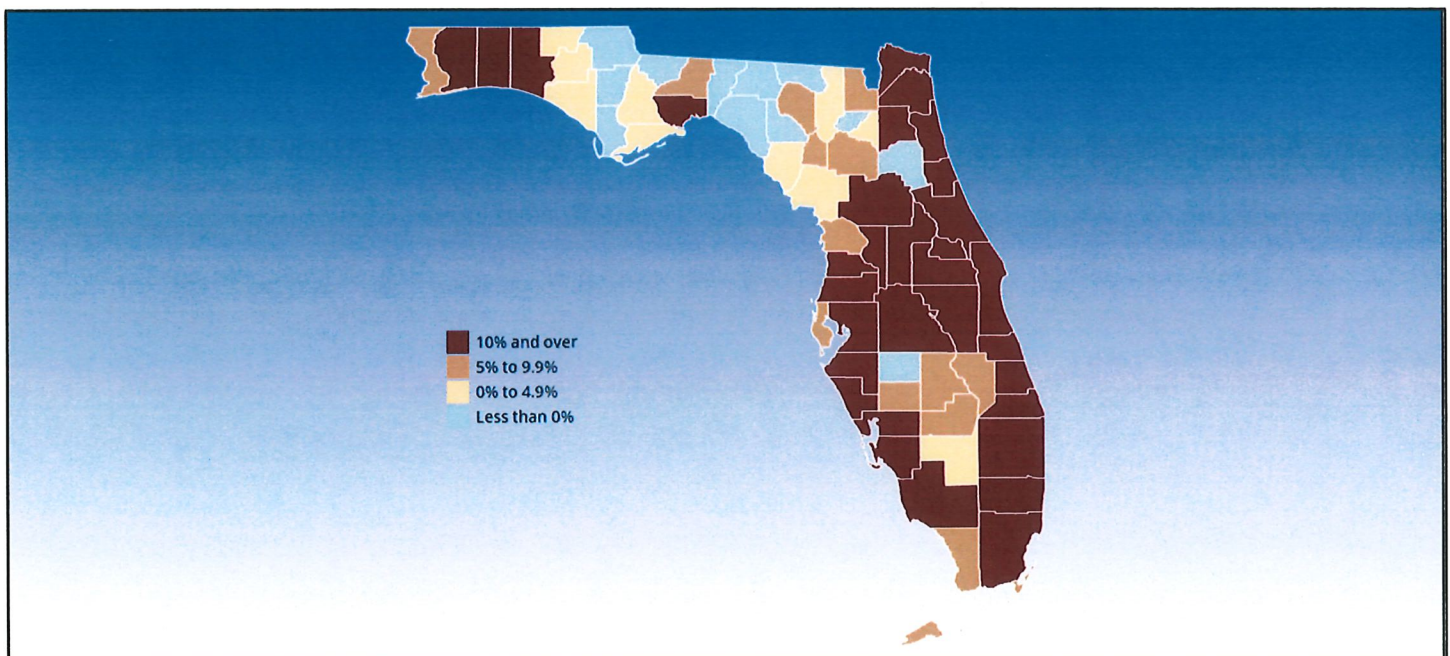 10% and over
5% to 9.9%
0% to 4.9%
Less than 0%